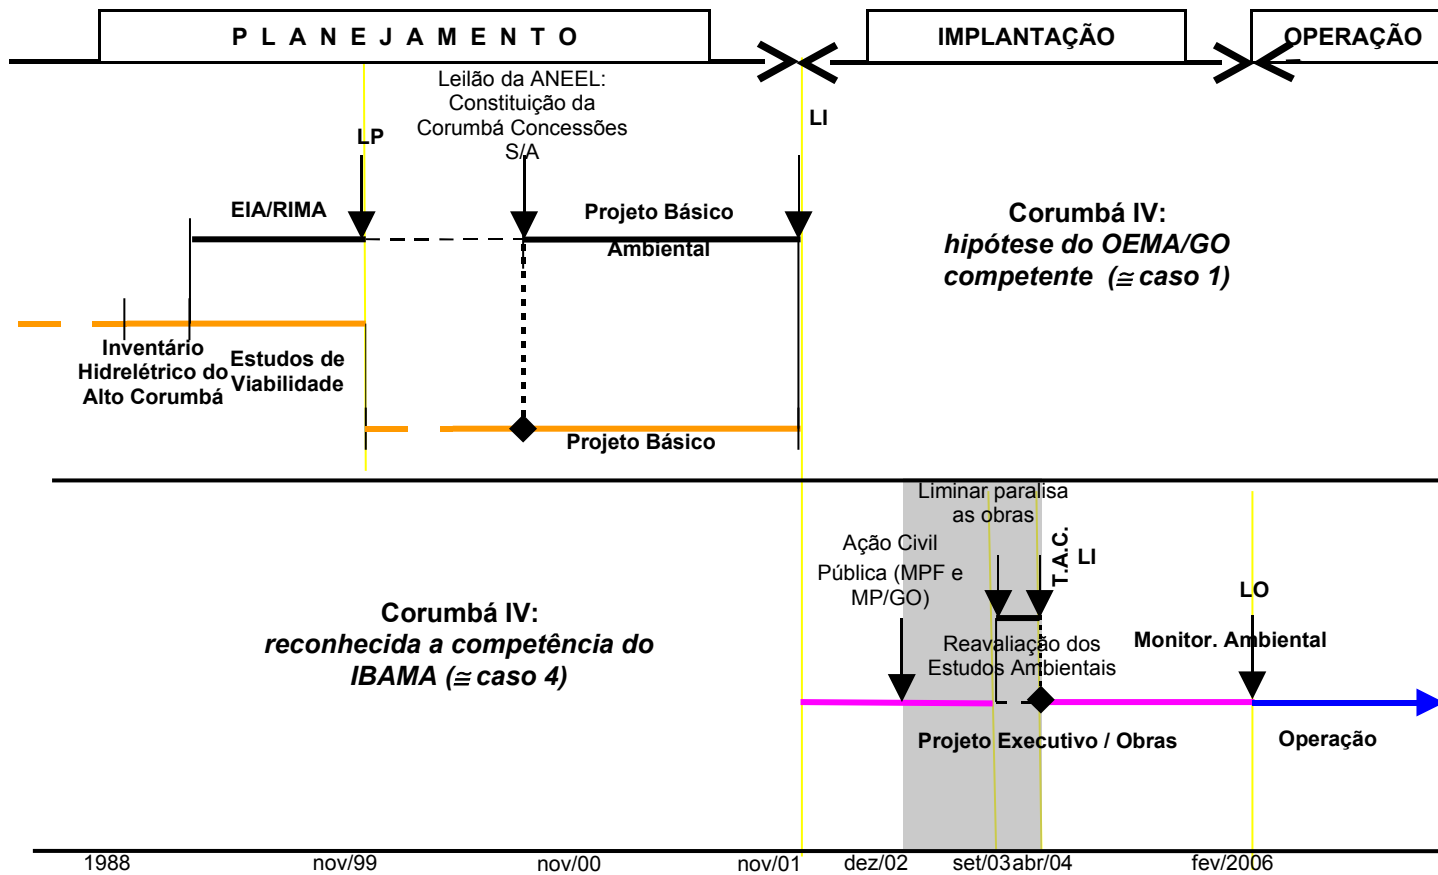 P L A N E J A M E N T O
IMPLANTAÇÃO
OPERAÇÃO
Leilão da ANEEL:
Constituição da
Corumbá Concessões
S/A
LP
LI
EIA/RIMA
Projeto Básico
Ambiental
Corumbá IV:
hipótese do OEMA/GO
competente (≅ caso 1)
Inventário
Hidrelétrico do
Alto Corumbá
Estudos de
Viabilidade
Projeto Básico
Liminar paralisa
as obras
Ação Civil
Pública (MPF e
MP/GO)
T.A.C.
LI
LO
Corumbá IV:
reconhecida a competência do
IBAMA (≅ caso 4)
Reavaliação dos
Estudos Ambientais
Monitor. Ambiental
Projeto Executivo / Obras
Operação
1988
nov/99
nov/00
nov/01
dez/02
set/03
abr/04
fev/2006